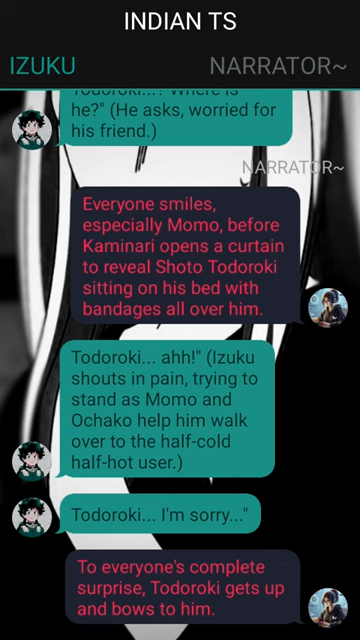 INDIAN TS
IZUKU
NARRATOR~
Todoroki...? Where is
he?" (He asks, worried for
his friend.)
NARRATOR~
Everyone smiles,
especially Momo, before
Kaminari opens a curtain
to reveal Shoto Todoroki
sitting on his bed with
bandages all over him.
Todoroki... ahh!" (Izuku
shouts in pain, trying to
stand as Momo and
Ochako help him walk
over to the half-cold
half-hot user.)
Todoroki... I'm sorry..."
To everyone's complete
surprise, Todoroki gets up
and bows to him.